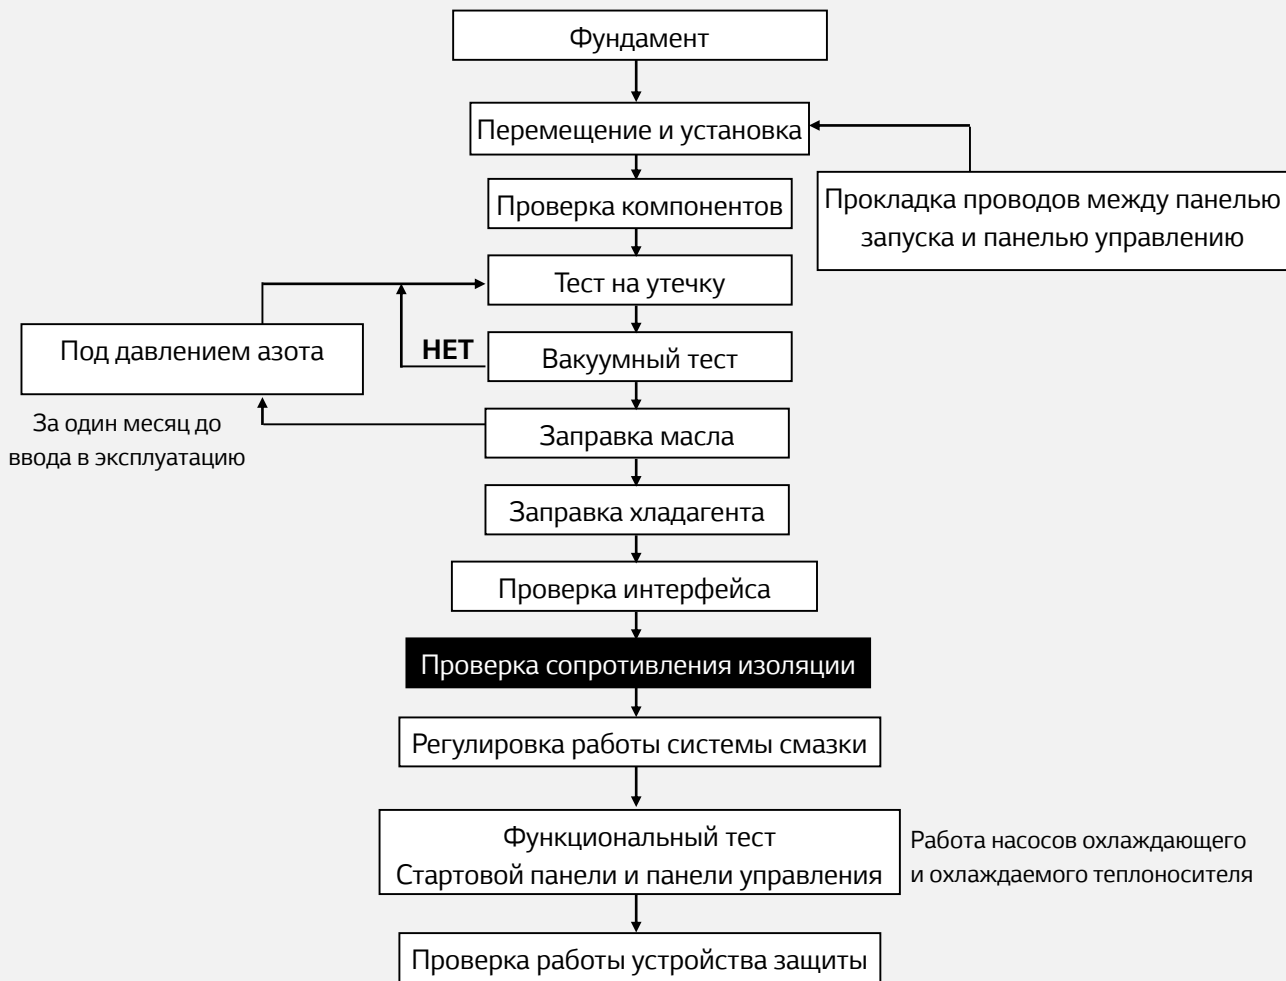 Фундамент
Перемещение и установка
Проверка компонентов
Прокладка проводов между панелью
запуска и панелью управлению
Тест на утечку
Под давлением азота
НЕТ
Вакуумный тест
За один месяц до
ввода в эксплуатацию
Заправка масла
Заправка хладагента
Проверка интерфейса
Проверка сопротивления изоляции
Регулировка работы системы смазки
Функциональный тест
Стартовой панели и панели управления
Работа насосов охлаждающего
и охлаждаемого теплоносителя
Проверка работы устройства защиты